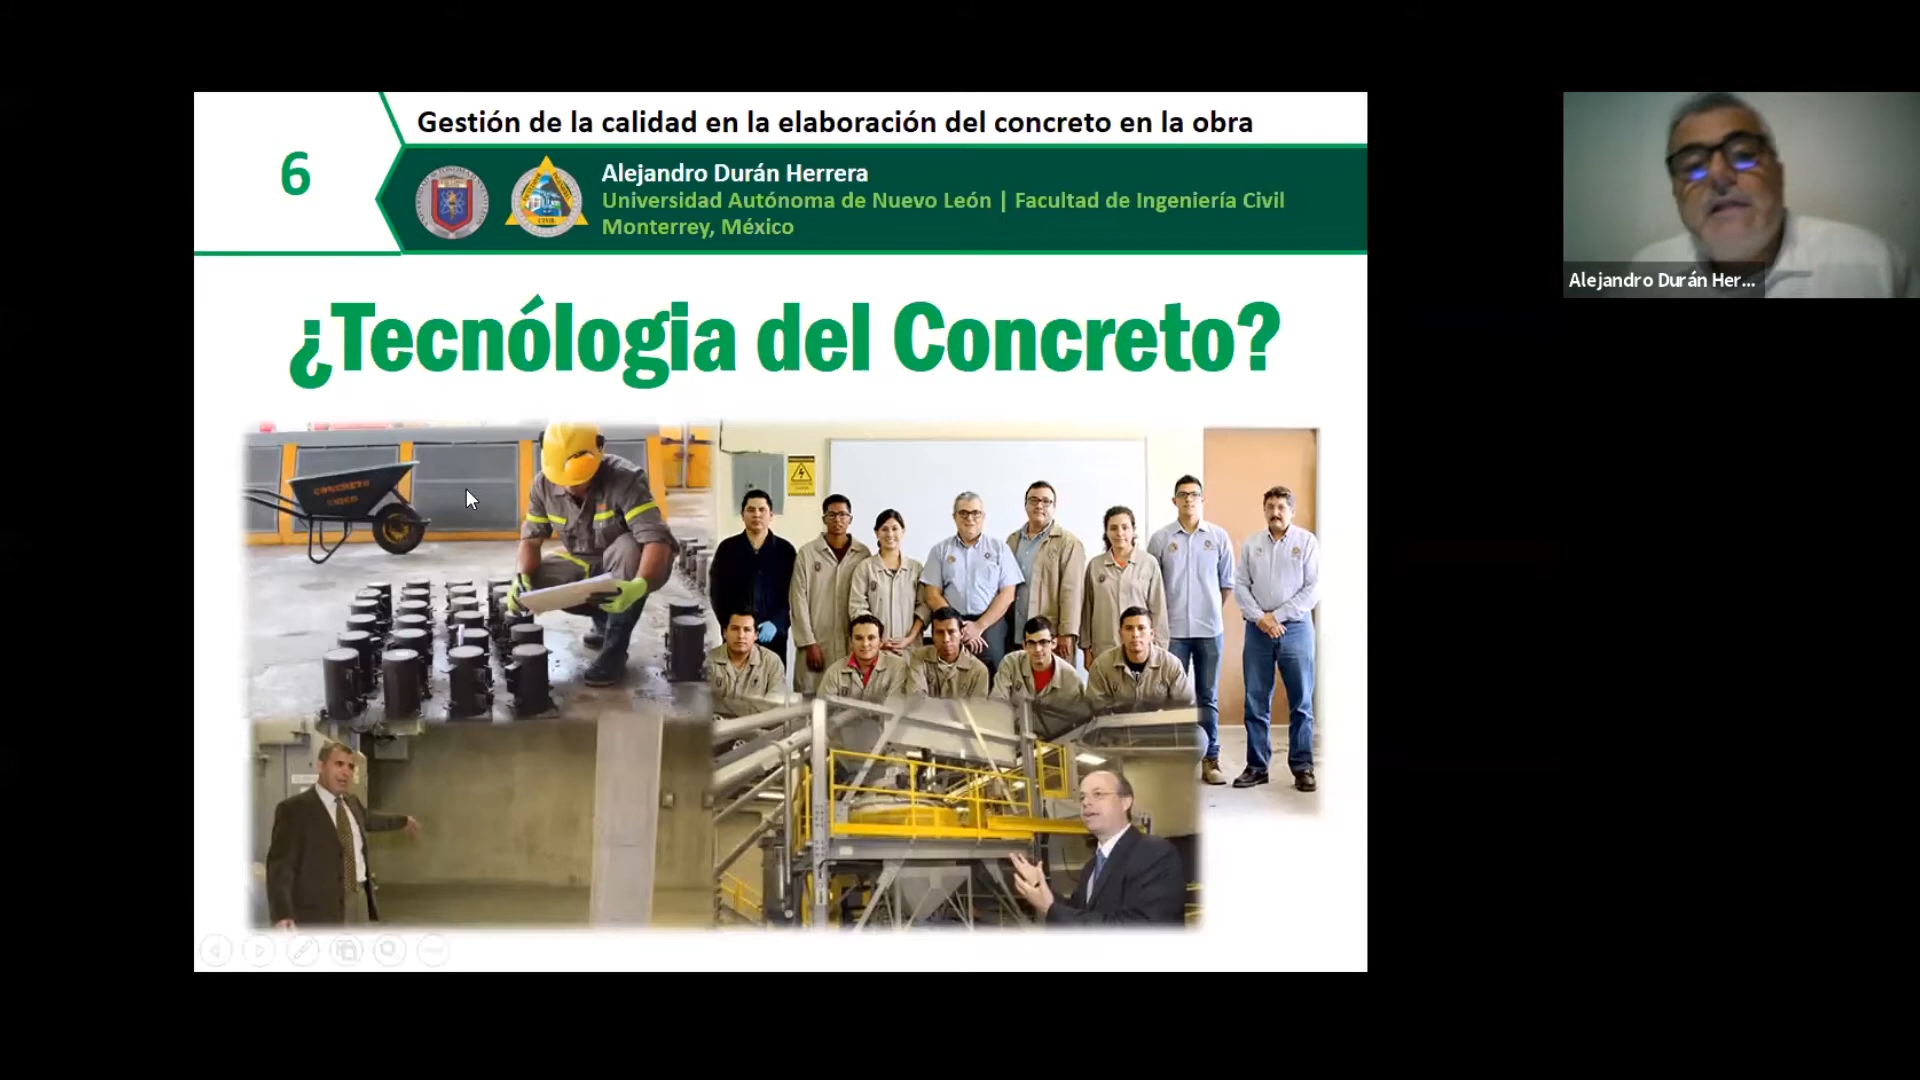 6
Gestión de la calidad en la elaboración del concreto en la obra
Alejandro Durán Herrera
Universidad Autónoma de Nuevo León | Facultad de Ingeniería Civil
Monterrey, México
Alejandro Durán Her...
¿Tecnólogia del Concreto?
CONCRETO